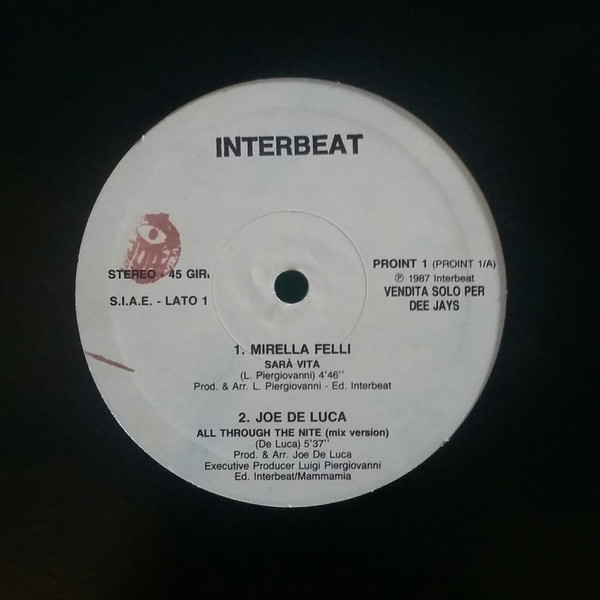 INTERBEAT
STEREO - 45 GIRI
S.I.A.E. - LATO 1
PROINT 1 (PROINT 1/A)
℗ 1987 Interbeat
VENDITA SOLO PER
DEE JAYS
1. MIRELLA FELLI
SARÀ VITA
(L. Piergiovanni) 4'46''
Prod. & Arr. L. Piergiovanni - Ed. Interbeat
2. JOE DE LUCA
ALL THROUGH THE NITE (mix version)
(De Luca) 5'37''
Prod. & Arr. Joe De Luca
Executive Producer Luigi Piergiovanni
Ed. Interbeat/Mammamia